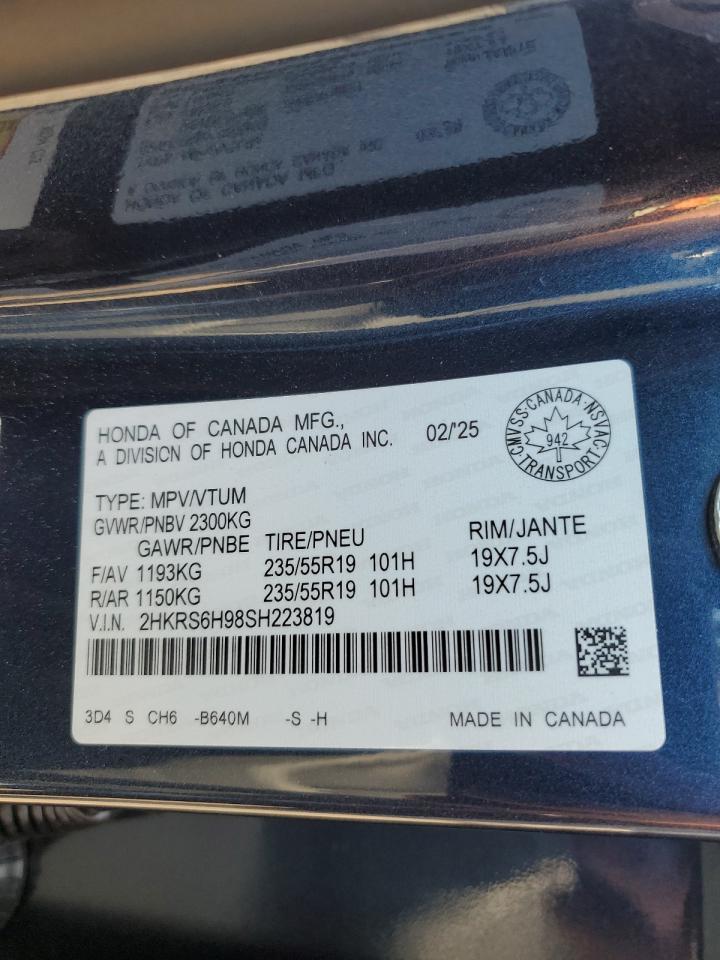 HONDA OF CANADA MFG.,
A DIVISION OF HONDA CANADA INC. 02/'25
CMVSS·CANADA·NSVAC·TRANSPORT·
942
TYPE: MPV/VTUM
GVWR/PNBV 2300KG
GAWR/PNBE TIRE/PNEU RIM/JANTE
F/AV 1193KG 235/55R19 101H 19X7.5J
R/AR 1150KG 235/55R19 101H 19X7.5J
V.I.N. 2HKRS6H98SH223819
3D4 S CH6 -B640M -S -H MADE IN CANADA